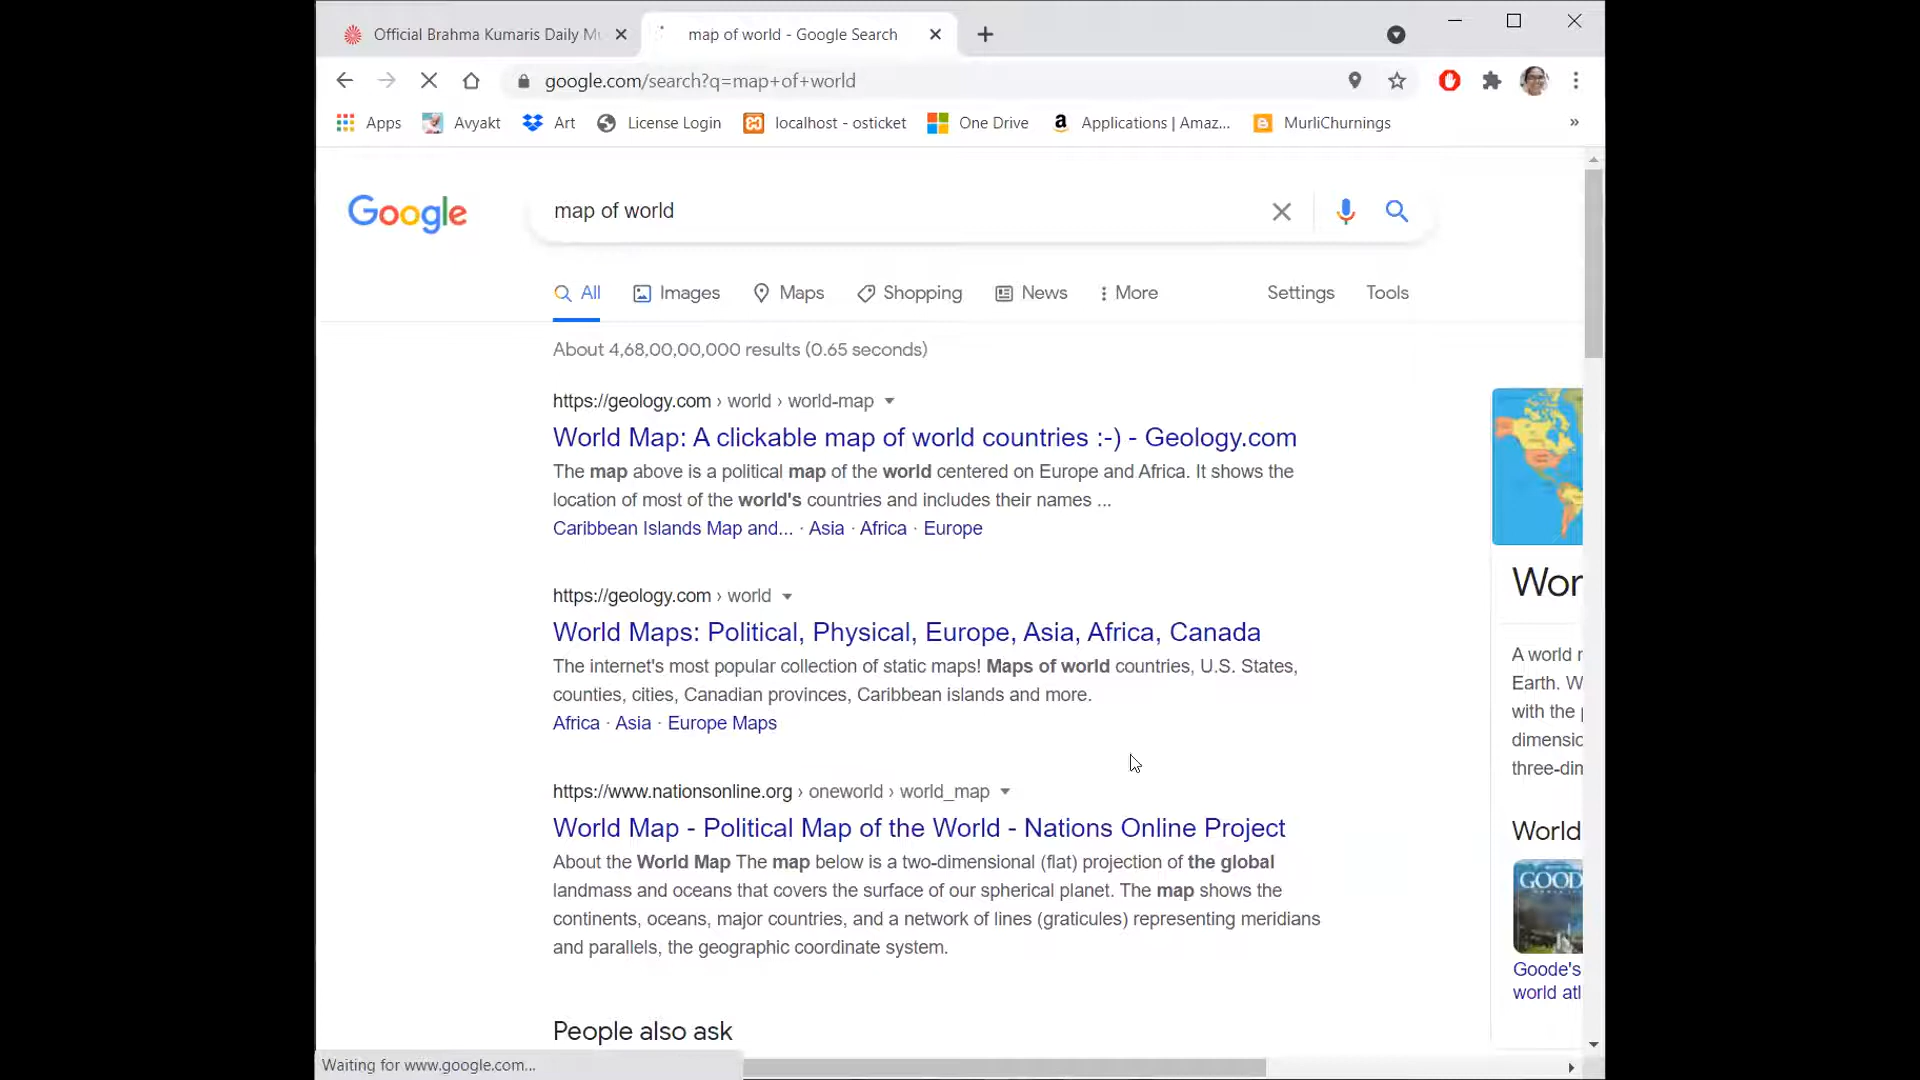 Official Brahma Kumaris Daily Mu
map of world - Google Search
google.com/search?q=map+of+world
Apps
Avyakt
Art
License Login
localhost - osticket
One Drive
Applications | Amaz...
MurliChurnings
»
Google
map of world
All
Images
Maps
Shopping
News
More
Settings
Tools
About 4,68,00,00,000 results (0.65 seconds)
https://geology.com › world › world-map
World Map: A clickable map of world countries :-) - Geology.com
The map above is a political map of the world centered on Europe and Africa. It shows the
location of most of the world's countries and includes their names ...
Caribbean Islands Map and... · Asia · Africa · Europe
https://geology.com › world
World Maps: Political, Physical, Europe, Asia, Africa, Canada
The internet's most popular collection of static maps! Maps of world countries, U.S. States,
counties, cities, Canadian provinces, Caribbean islands and more.
Africa · Asia · Europe Maps
https://www.nationsonline.org › oneworld › world_map
World Map - Political Map of the World - Nations Online Project
About the World Map The map below is a two-dimensional (flat) projection of the global
landmass and oceans that covers the surface of our spherical planet. The map shows the
continents, oceans, major countries, and a network of lines (graticules) representing meridians
and parallels, the geographic coordinate system.
People also ask
Wor
A world
Earth. W
with the
dimensic
three-din
World
GOOD
Goode's
world atl
Waiting for www.google.com...